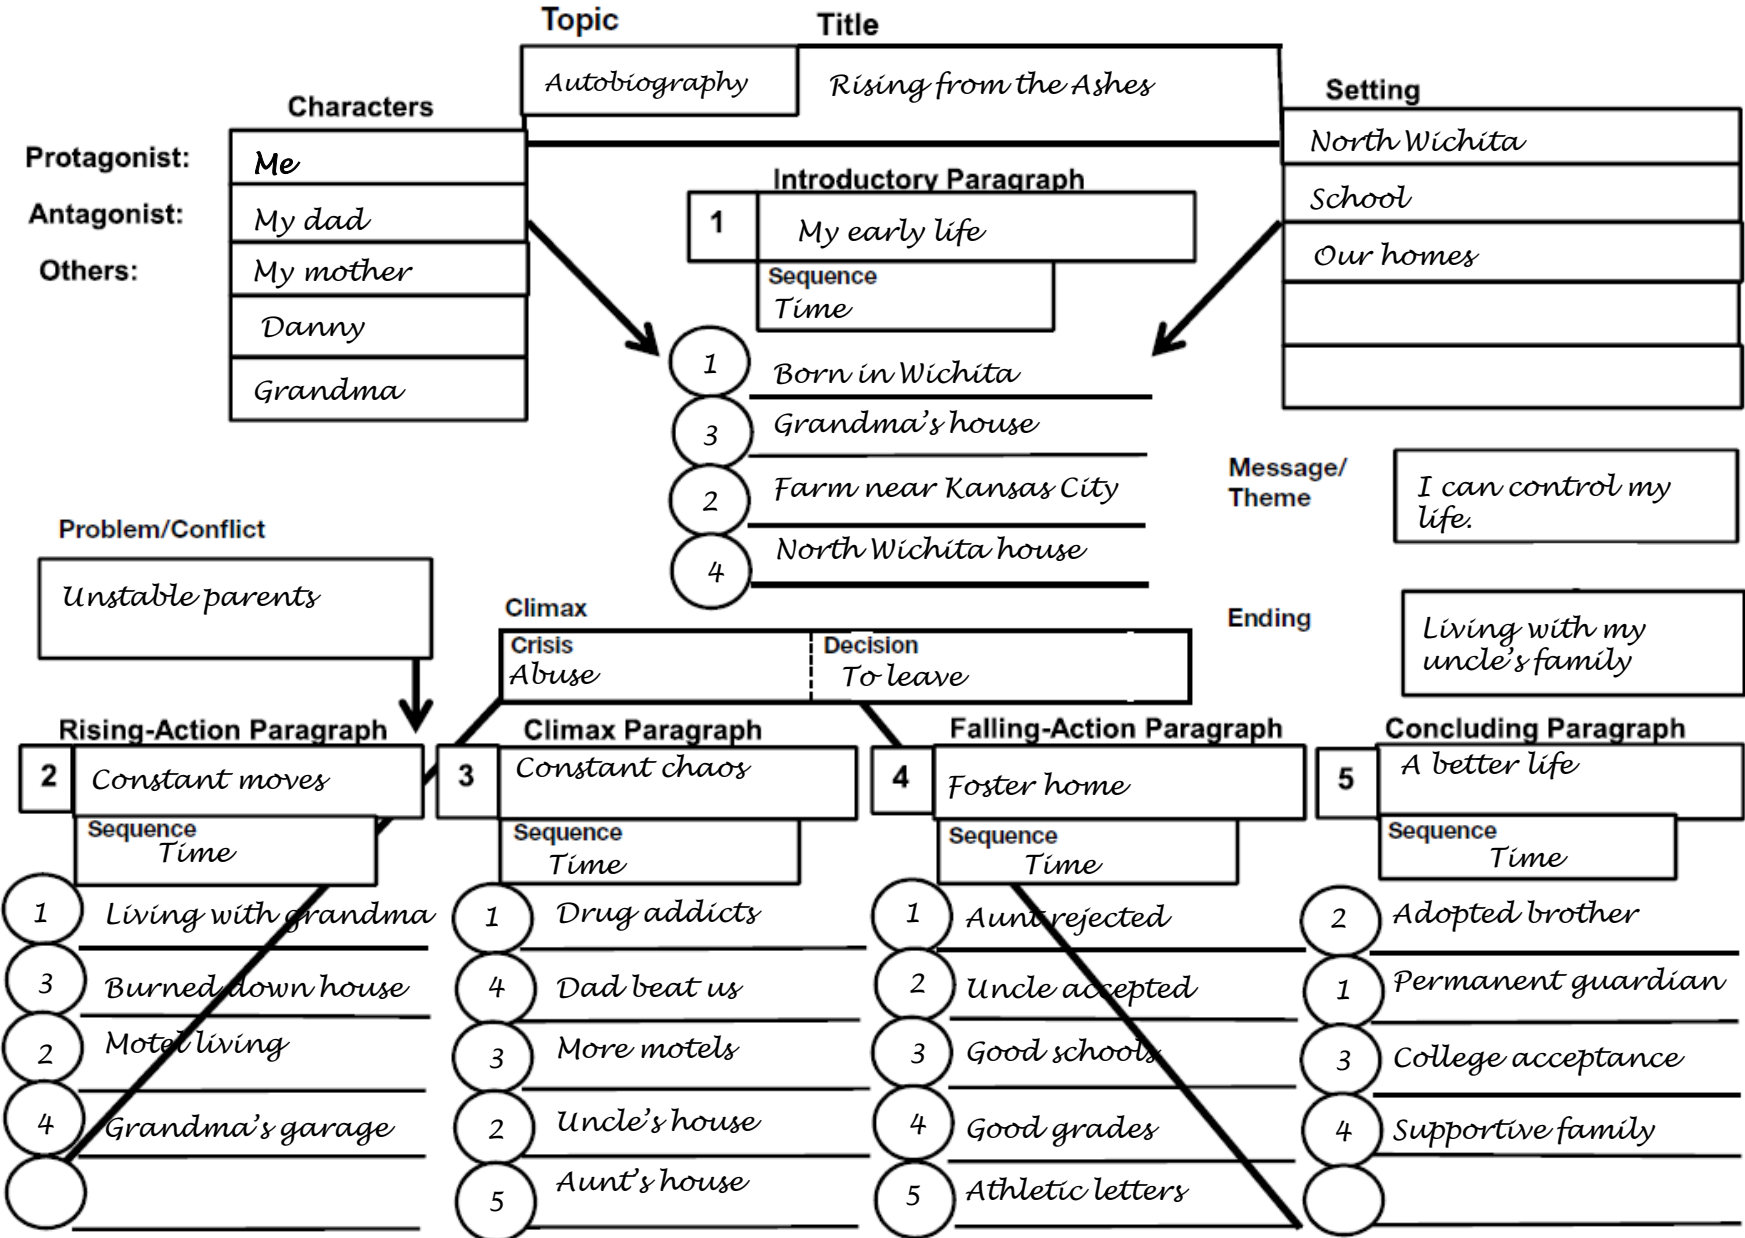 Topic
Title
Autobiography
Rising from the Ashes
Characters
Protagonist:
Me
Antagonist:
My dad
Others:
My mother
Danny
Grandma
Setting
North Wichita
School
Our homes
Introductory Paragraph
1
My early life
Sequence
Time
1 Born in Wichita
3 Grandma's house
2 Farm near Kansas City
4 North Wichita house
Message/
Theme
I can control my
life.
Problem/Conflict
Unstable parents
Climax
Crisis
Abuse
Decision
To leave
Ending
Living with my
uncle's family
Rising-Action Paragraph
2
Constant moves
Sequence
Time
1 Living with grandma
3 Burned down house
2 Motel living
4 Grandma's garage
Climax Paragraph
3
Constant chaos
Sequence
Time
1 Drug addicts
4 Dad beat us
3 More motels
2 Uncle's house
5 Aunt's house
Falling-Action Paragraph
4
Foster home
Sequence
Time
1 Aunt rejected
2 Uncle accepted
3 Good schools
4 Good grades
5 Athletic letters
Concluding Paragraph
5
A better life
Sequence
Time
2 Adopted brother
1 Permanent guardian
3 College acceptance
4 Supportive family